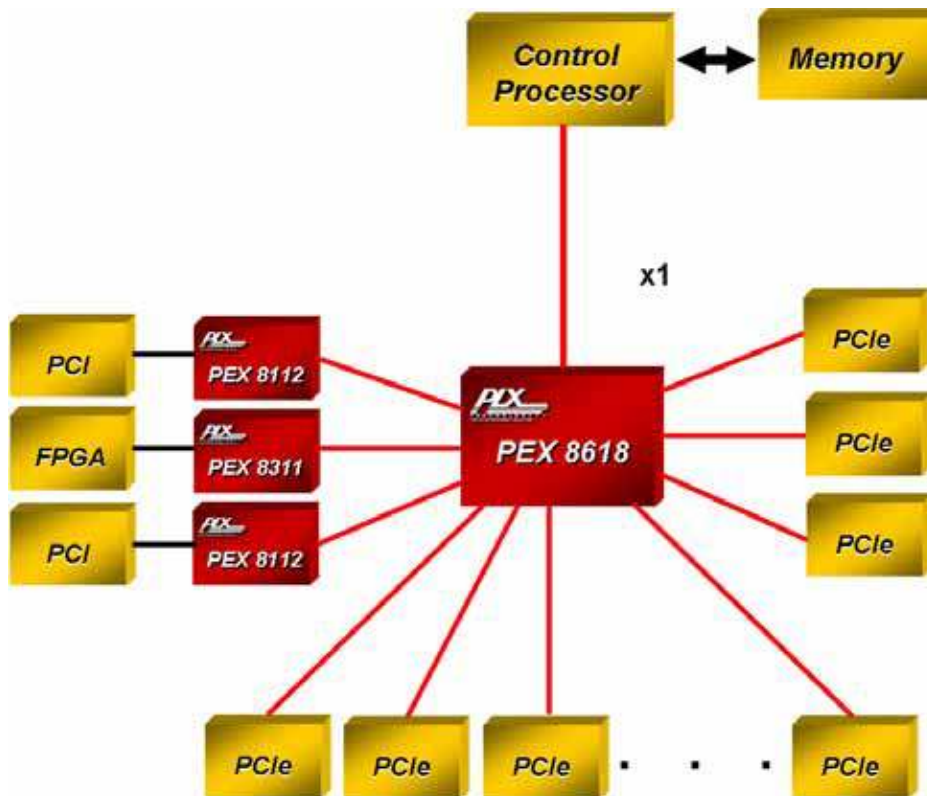 Control
Processor
Memory
x1
PCI
PLX
PEX 8112
PCIe
FPGA
PLX
PEX 8311
PLX
PEX 8618
PCIe
PCI
PLX
PEX 8112
PCIe
PCIe
PCIe
PCIe
. . .
PCIe